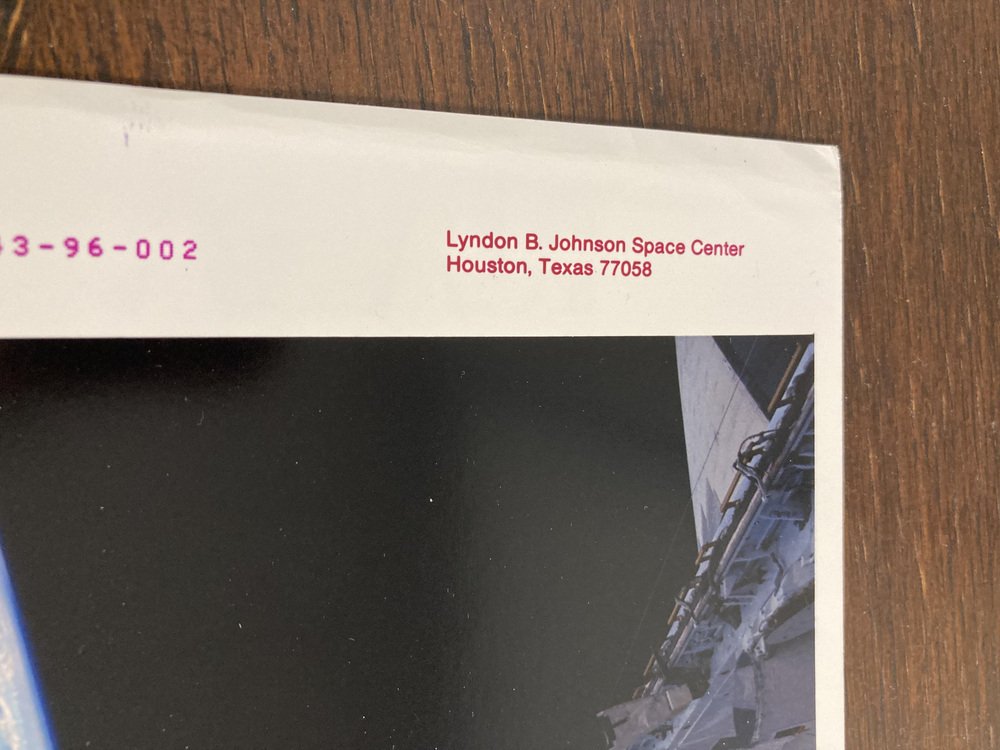 3-96-002
Lyndon B. Johnson Space Center
Houston, Texas 77058